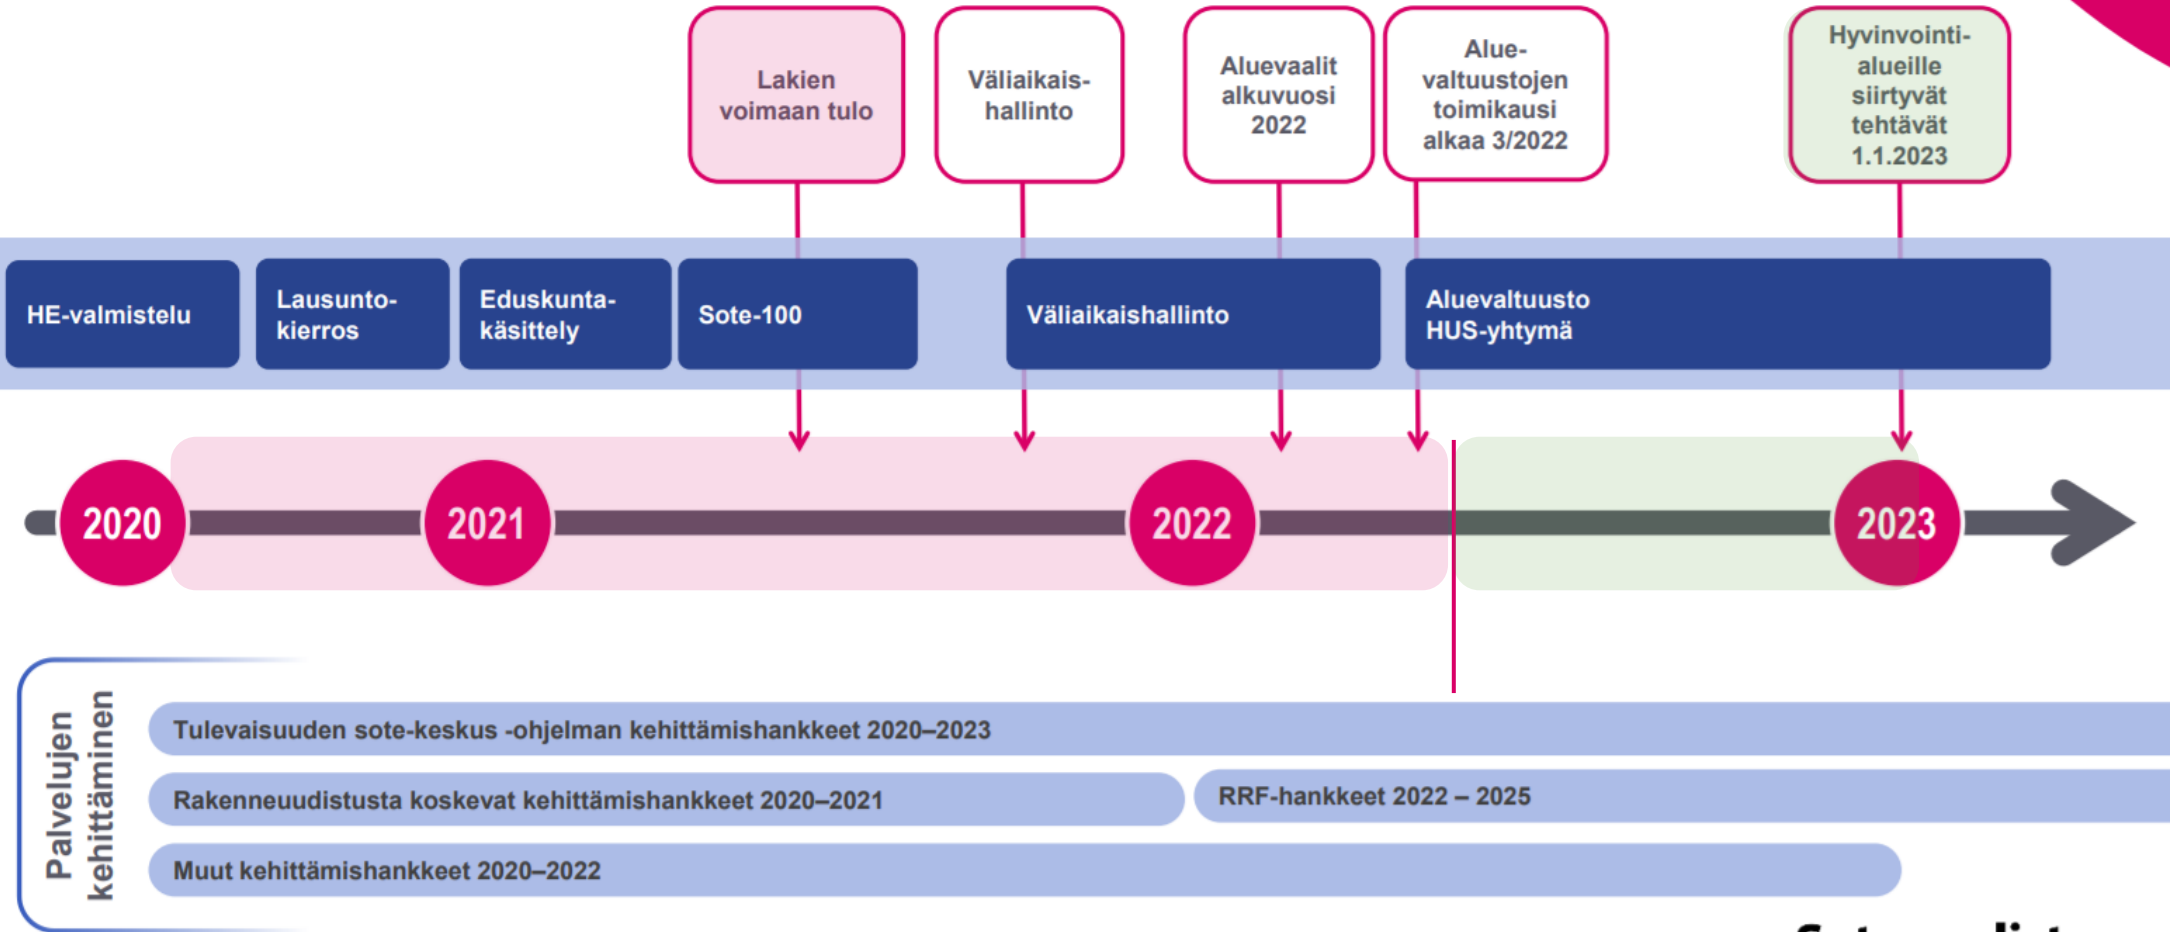 Lakien
voimaan tulo
Väliaikais-
hallinto
Aluevaalit
alkuvuosi
2022
Alue-
valtuustojen
toimikausi
alkaa 3/2022
Hyvinvointi-
alueille
siirtyvät
tehtävät
1.1.2023
HE-valmistelu
Lausunto-
kierros
Eduskunta-
käsittely
Sote-100
Väliaikaishallinto
Aluevaltuusto
HUS-yhtymä
2020
2021
2022
2023
Palvelujen
kehittäminen
Tulevaisuuden sote-keskus -ohjelman kehittämishankkeet 2020–2023
Rakenneuudistusta koskevat kehittämishankkeet 2020–2021
RRF-hankkeet 2022 – 2025
Muut kehittämishankkeet 2020–2022